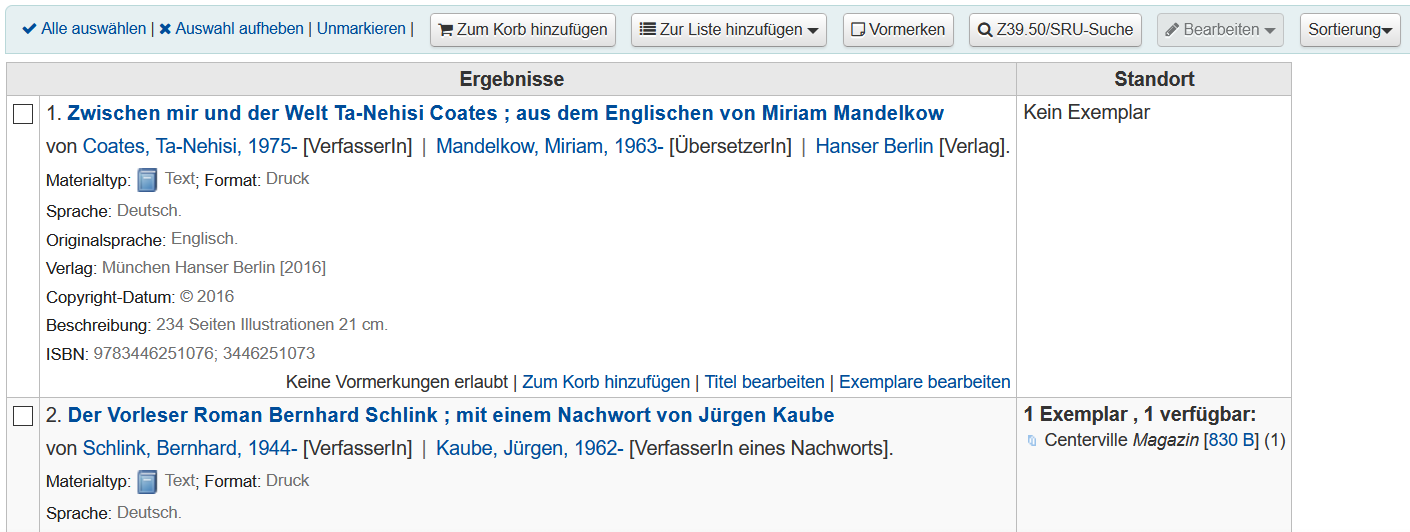 Alle auswählen | Auswahl aufheben | Unmarkieren | Zum Korb hinzufügen Zur Liste hinzufügen Vormerken Z39.50/SRU-Suche Bearbeiten Sortierung
Ergebnisse Standort
1. Zwischen mir und der Welt Ta-Nehisi Coates ; aus dem Englischen von Miriam Mandelkow Kein Exemplar
von Coates, Ta-Nehisi, 1975- [VerfasserIn] | Mandelkow, Miriam, 1963- [ÜbersetzerIn] | Hanser Berlin [Verlag].
Materialtyp: Text; Format: Druck
Sprache: Deutsch.
Originalsprache: Englisch.
Verlag: München Hanser Berlin [2016]
Copyright-Datum: © 2016
Beschreibung: 234 Seiten Illustrationen 21 cm.
ISBN: 9783446251076; 3446251073
Keine Vormerkungen erlaubt | Zum Korb hinzufügen | Titel bearbeiten | Exemplare bearbeiten
2. Der Vorleser Roman Bernhard Schlink ; mit einem Nachwort von Jürgen Kaube 1 Exemplar , 1 verfügbar:
von Schlink, Bernhard, 1944- [VerfasserIn] | Kaube, Jürgen, 1962- [VerfasserIn eines Nachworts]. Centerville Magazin [830 B] (1)
Materialtyp: Text; Format: Druck
Sprache: Deutsch.